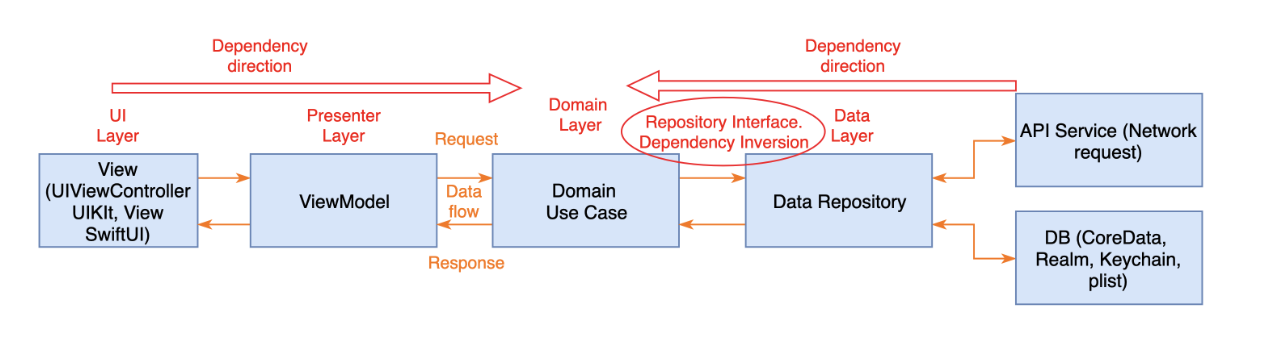 Dependency
direction
Dependency
direction
UI
Layer
Presenter
Layer
Domain
Layer
Repository Interface.
Dependency Inversion
Data
Layer
Request
Data
flow
Response
View
(UIViewController
UIKIt, View
SwiftUI)
ViewModel
Domain
Use Case
Data Repository
API Service (Network
request)
DB (CoreData,
Realm, Keychain,
plist)